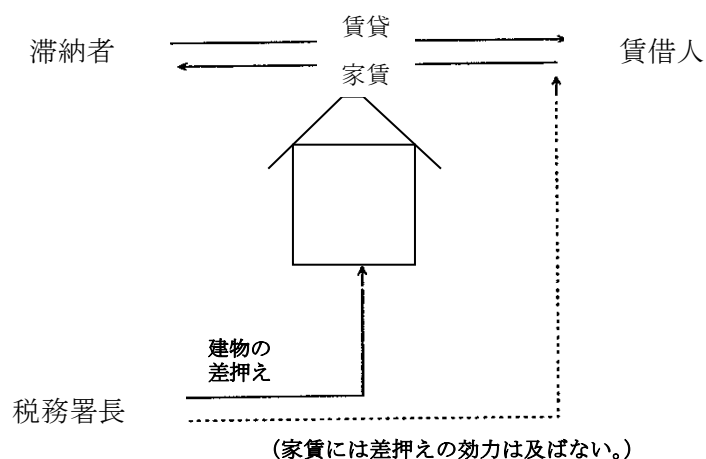 賃貸
滞納者
賃借人
家賃
建物の
差押え
税務署長
（家賃には差押えの効力は及ばない。）